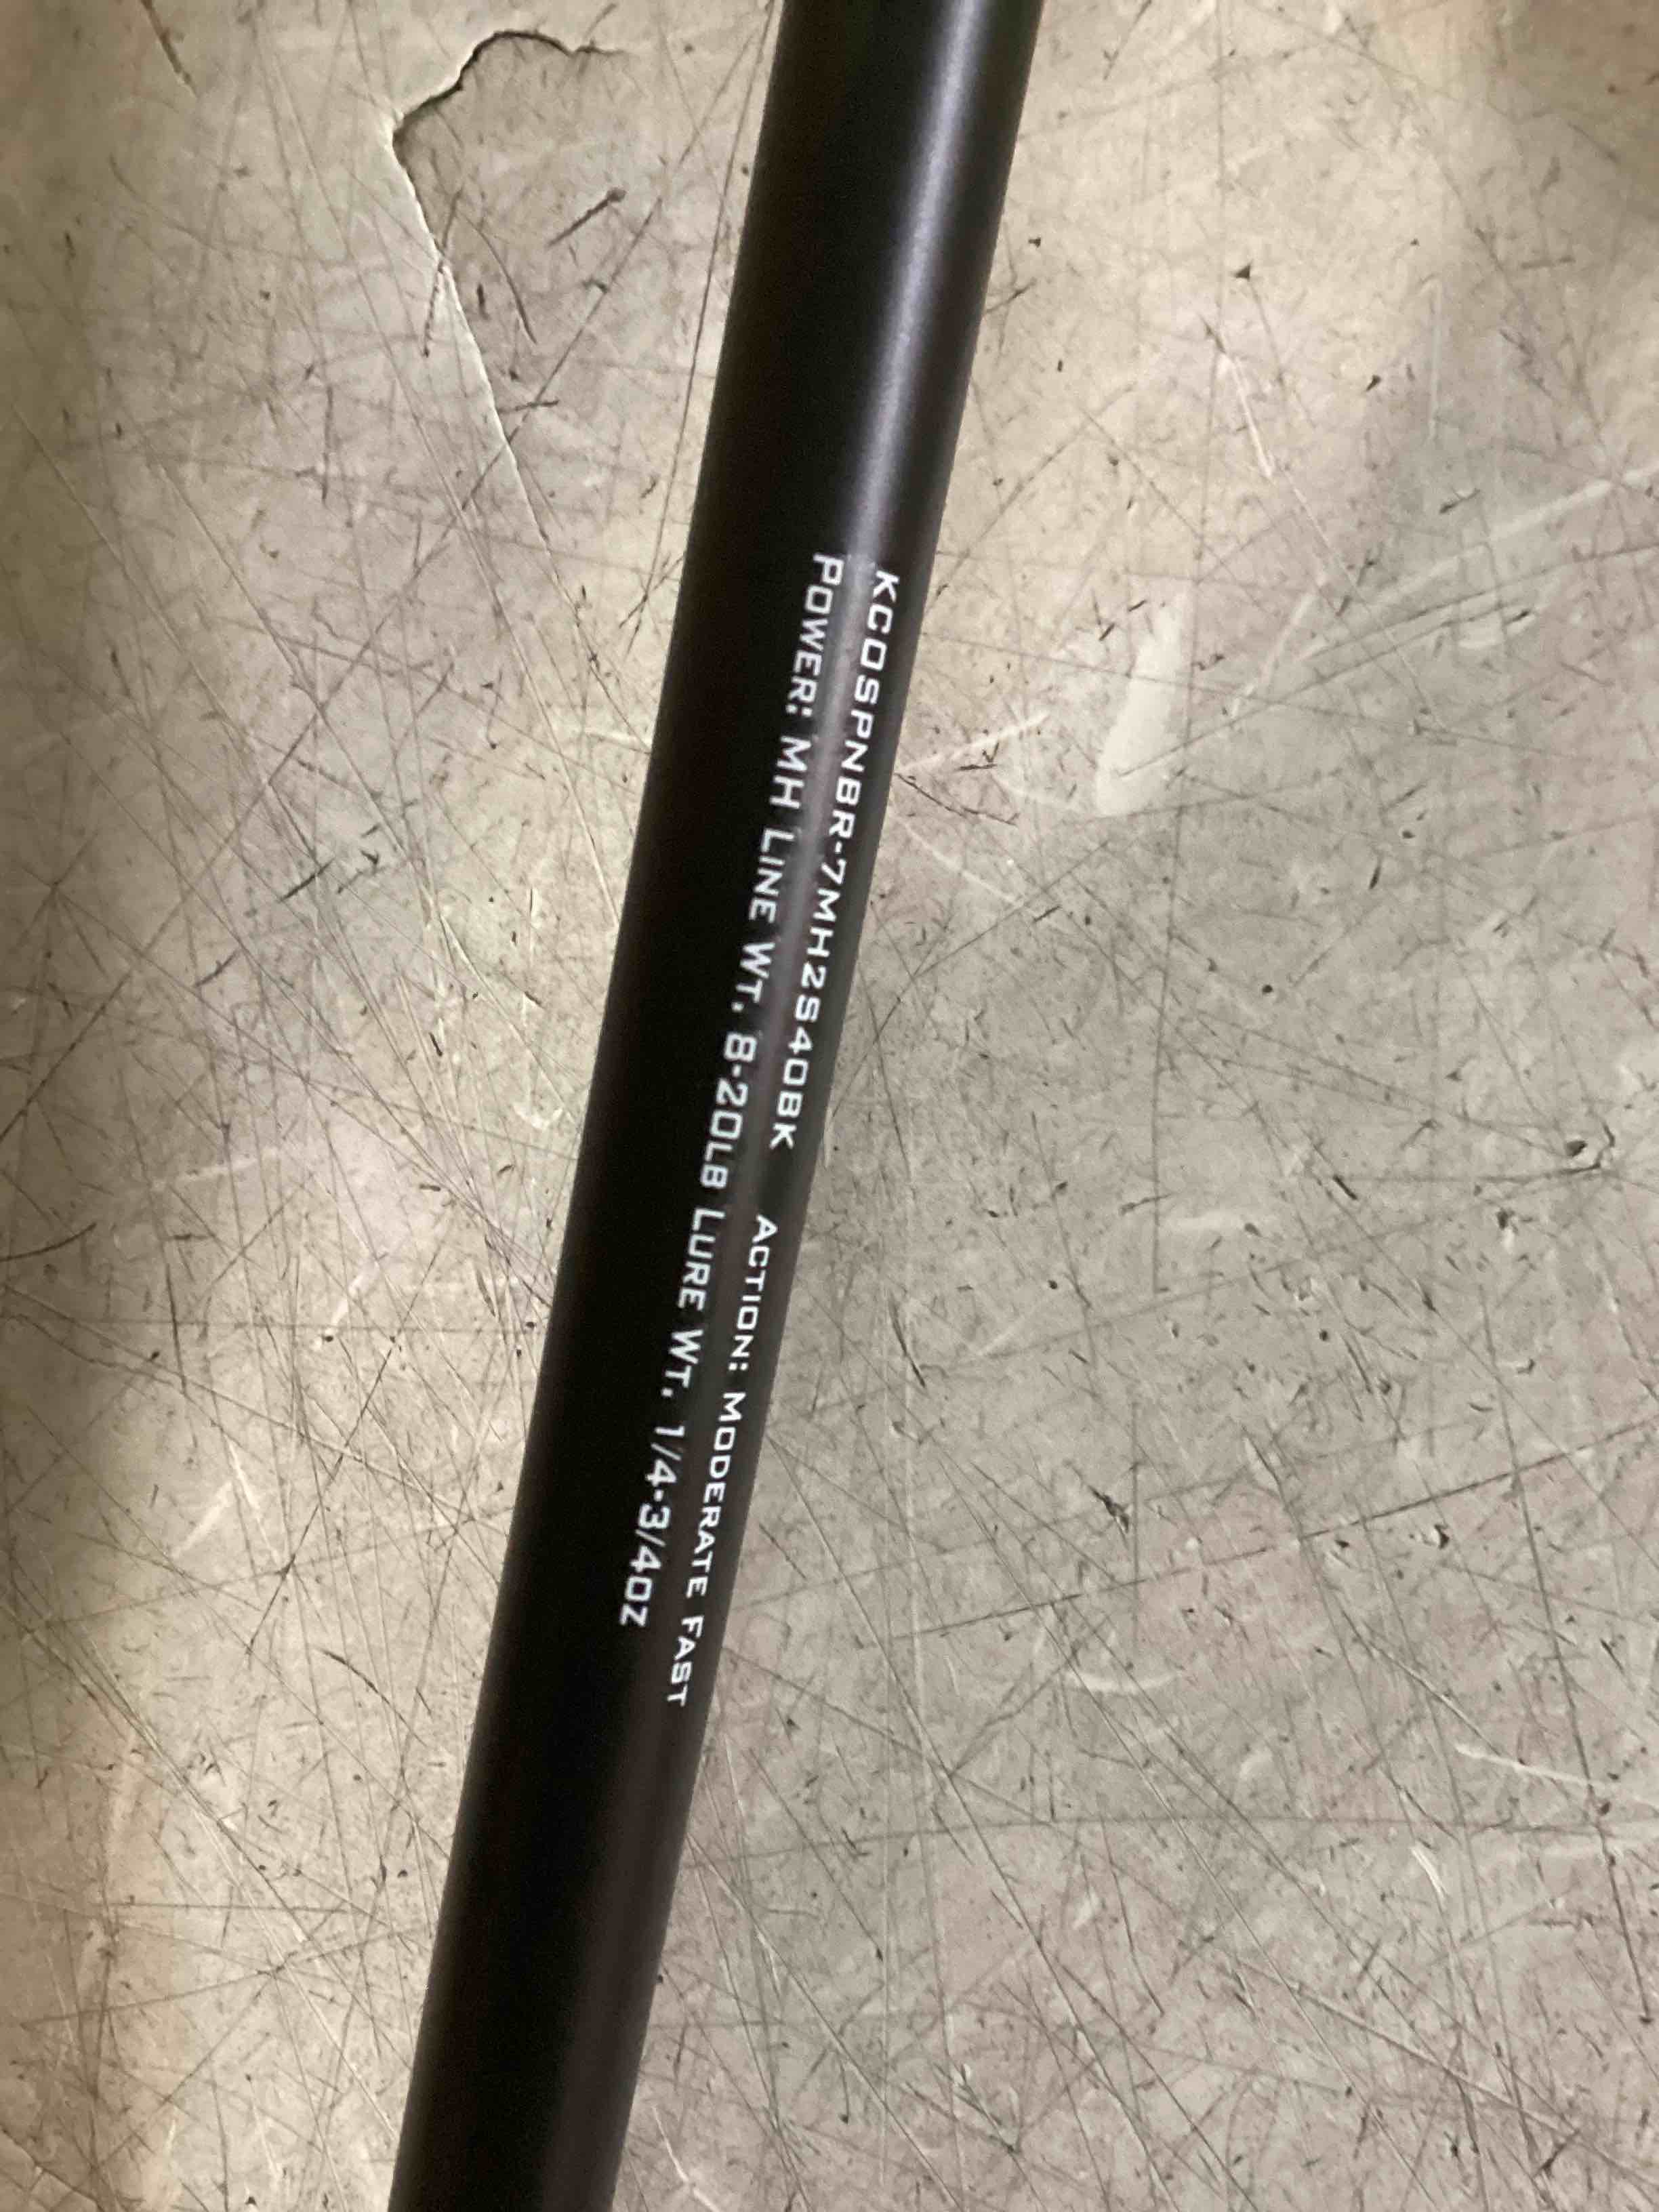 KCOSPNBR-7MH2S40BK ACTION: MODERATE FAST
POWER: MH LINE WT. 8-20LB LURE WT. 1/4-3/4OZ